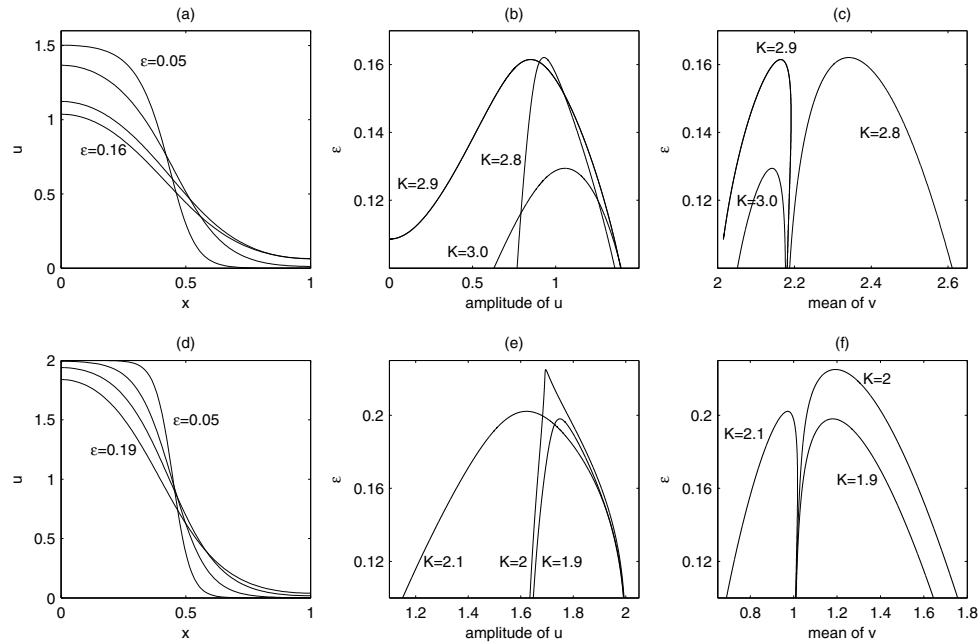 (a)
(b)
(c)
1.5
1
0.5
0
u
ε=0.05
ε=0.16
0
0.5
1
x
0.16
0.14
0.12
ε
K=2.9
K=2.8
K=3.0
0
0.5
1
amplitude of u
0.16
0.14
0.12
ε
K=2.9
K=2.8
K=3.0
2
2.2
2.4
2.6
mean of v
(d)
(e)
(f)
2
1.5
1
0.5
0
u
ε=0.05
ε=0.19
0
0.5
1
x
0.2
0.16
0.12
ε
K=2.1
K=2
K=1.9
1.2
1.4
1.6
1.8
2
amplitude of u
0.2
0.16
0.12
ε
K=2
K=2.1
K=1.9
0.8
1
1.2
1.4
1.6
1.8
mean of v